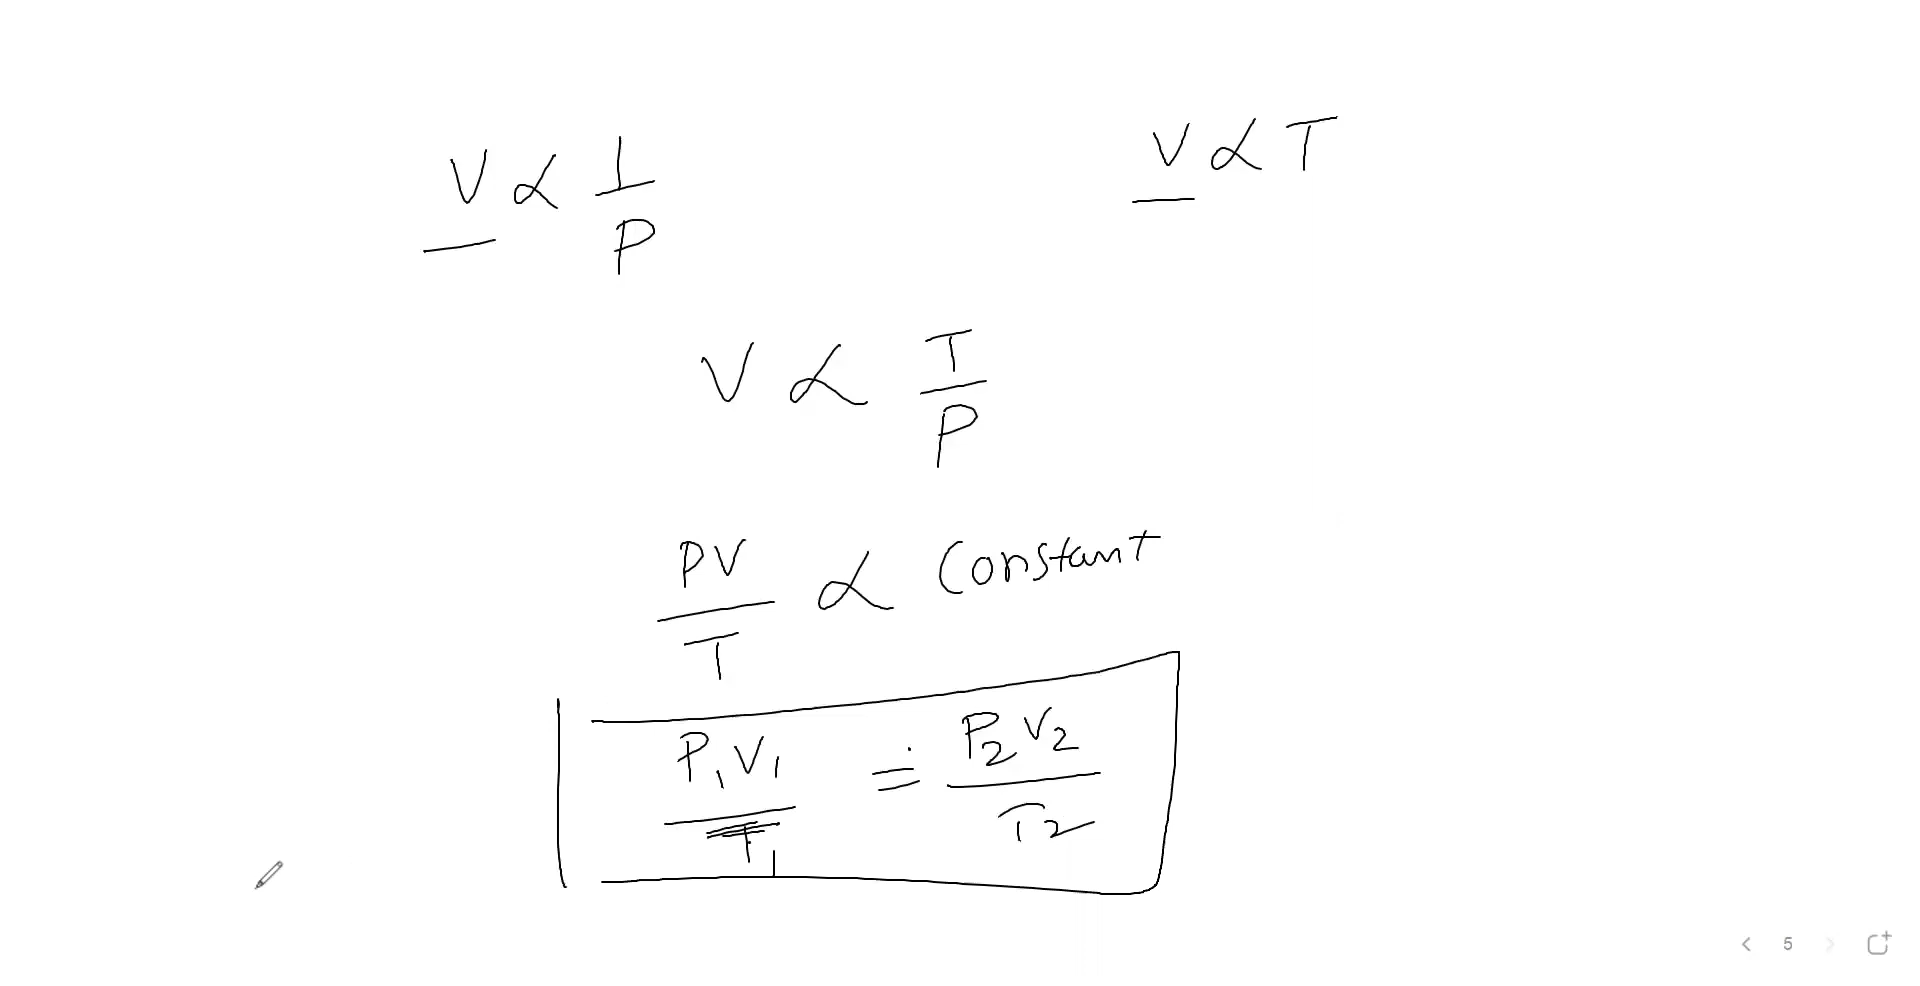 V ∝ 1/P
V ∝ T
V ∝ T/P
PV/T ∝ Constant
P₁V₁/T₁ = P₂V₂/T₂
5